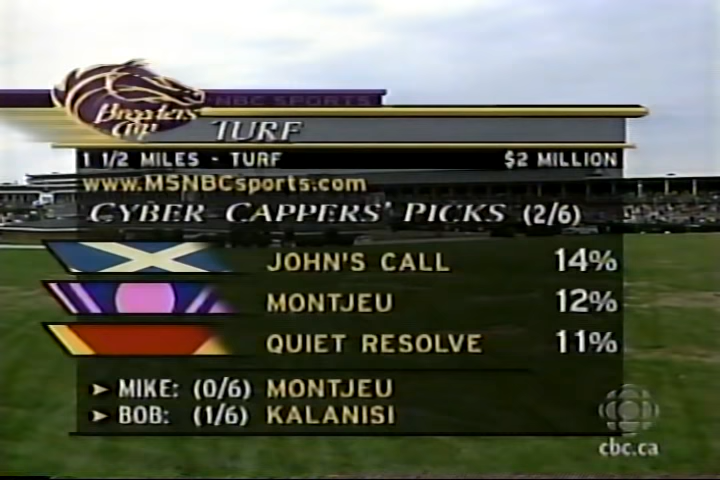 NBC SPORTS
Breeders' Cup
TURF
1 1/2 MILES - TURF $2 MILLION
www.MSNBCsports.com
CYBER CAPPERS' PICKS (2/6)
JOHN'S CALL 14%
MONTJEU 12%
QUIET RESOLVE 11%
➤ MIKE: (0/6) MONTJEU
➤ BOB: (1/6) KALANISI
cbc.ca